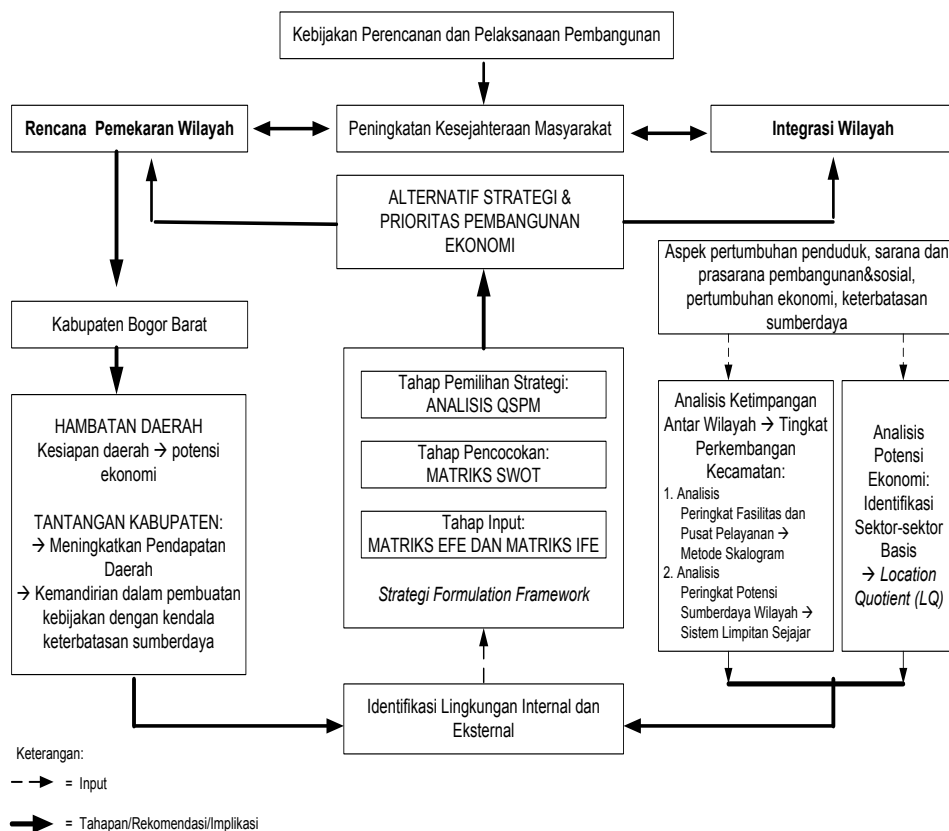 Kebijakan Perencanan dan Pelaksanaan Pembangunan
Rencana Pemekaran Wilayah
Peningkatan Kesejahteraan Masyarakat
Integrasi Wilayah
ALTERNATIF STRATEGI &
PRIORITAS PEMBANGUNAN
EKONOMI
Aspek pertumbuhan penduduk, sarana dan
prasarana pembangunan&sosial,
pertumbuhan ekonomi, keterbatasan
sumberdaya
Kabupaten Bogor Barat
HAMBATAN DAERAH
Kesiapan daerah → potensi
ekonomi
TANTANGAN KABUPATEN:
→ Meningkatkan Pendapatan
Daerah
→ Kemandirian dalam pembuatan
kebijakan dengan kendala
keterbatasan sumberdaya
Tahap Pemilihan Strategi:
ANALISIS QSPM
Tahap Pencocokan:
MATRIKS SWOT
Tahap Input:
MATRIKS EFE DAN MATRIKS IFE
Strategi Formulation Framework
Analisis Ketimpangan
Antar Wilayah → Tingkat
Perkembangan
Kecamatan:
1. Analisis
Peringkat Fasilitas dan
Pusat Pelayanan →
Metode Skalogram
2. Analisis
Peringkat Potensi
Sumberdaya Wilayah →
Sistem Limpitan Sejajar
Analisis
Potensi
Ekonomi:
Identifikasi
Sektor-sektor
Basis
→ Location
Quotient (LQ)
Identifikasi Lingkungan Internal dan
Eksternal
Keterangan:
= Input
= Tahapan/Rekomendasi/Implikasi